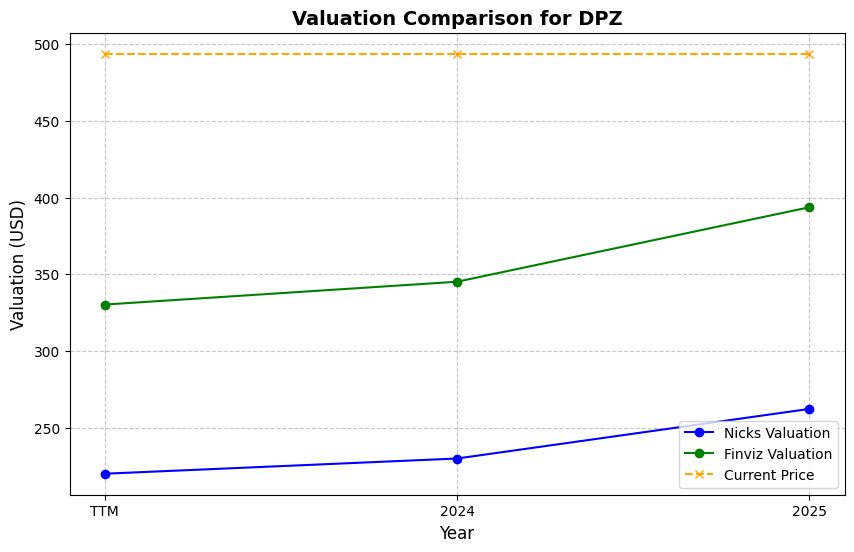 Valuation Comparison for DPZ
500
450
400
350
300
250
Valuation (USD)
TTM
2024
2025
Year
Nicks Valuation
Finviz Valuation
Current Price